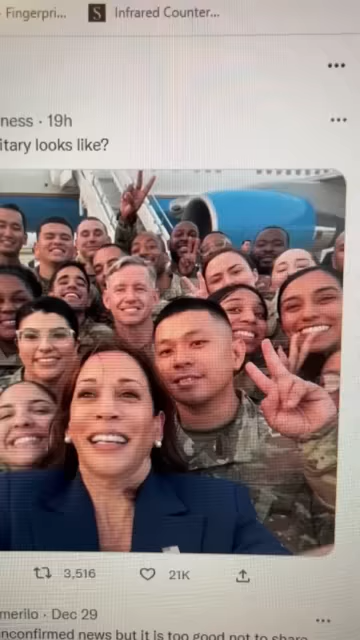 Fingerpri... S Infrared Counter...
ness · 19h
itary looks like?
3,516 21K
merilo · Dec 29
nconfirmed news but it is too good not to share